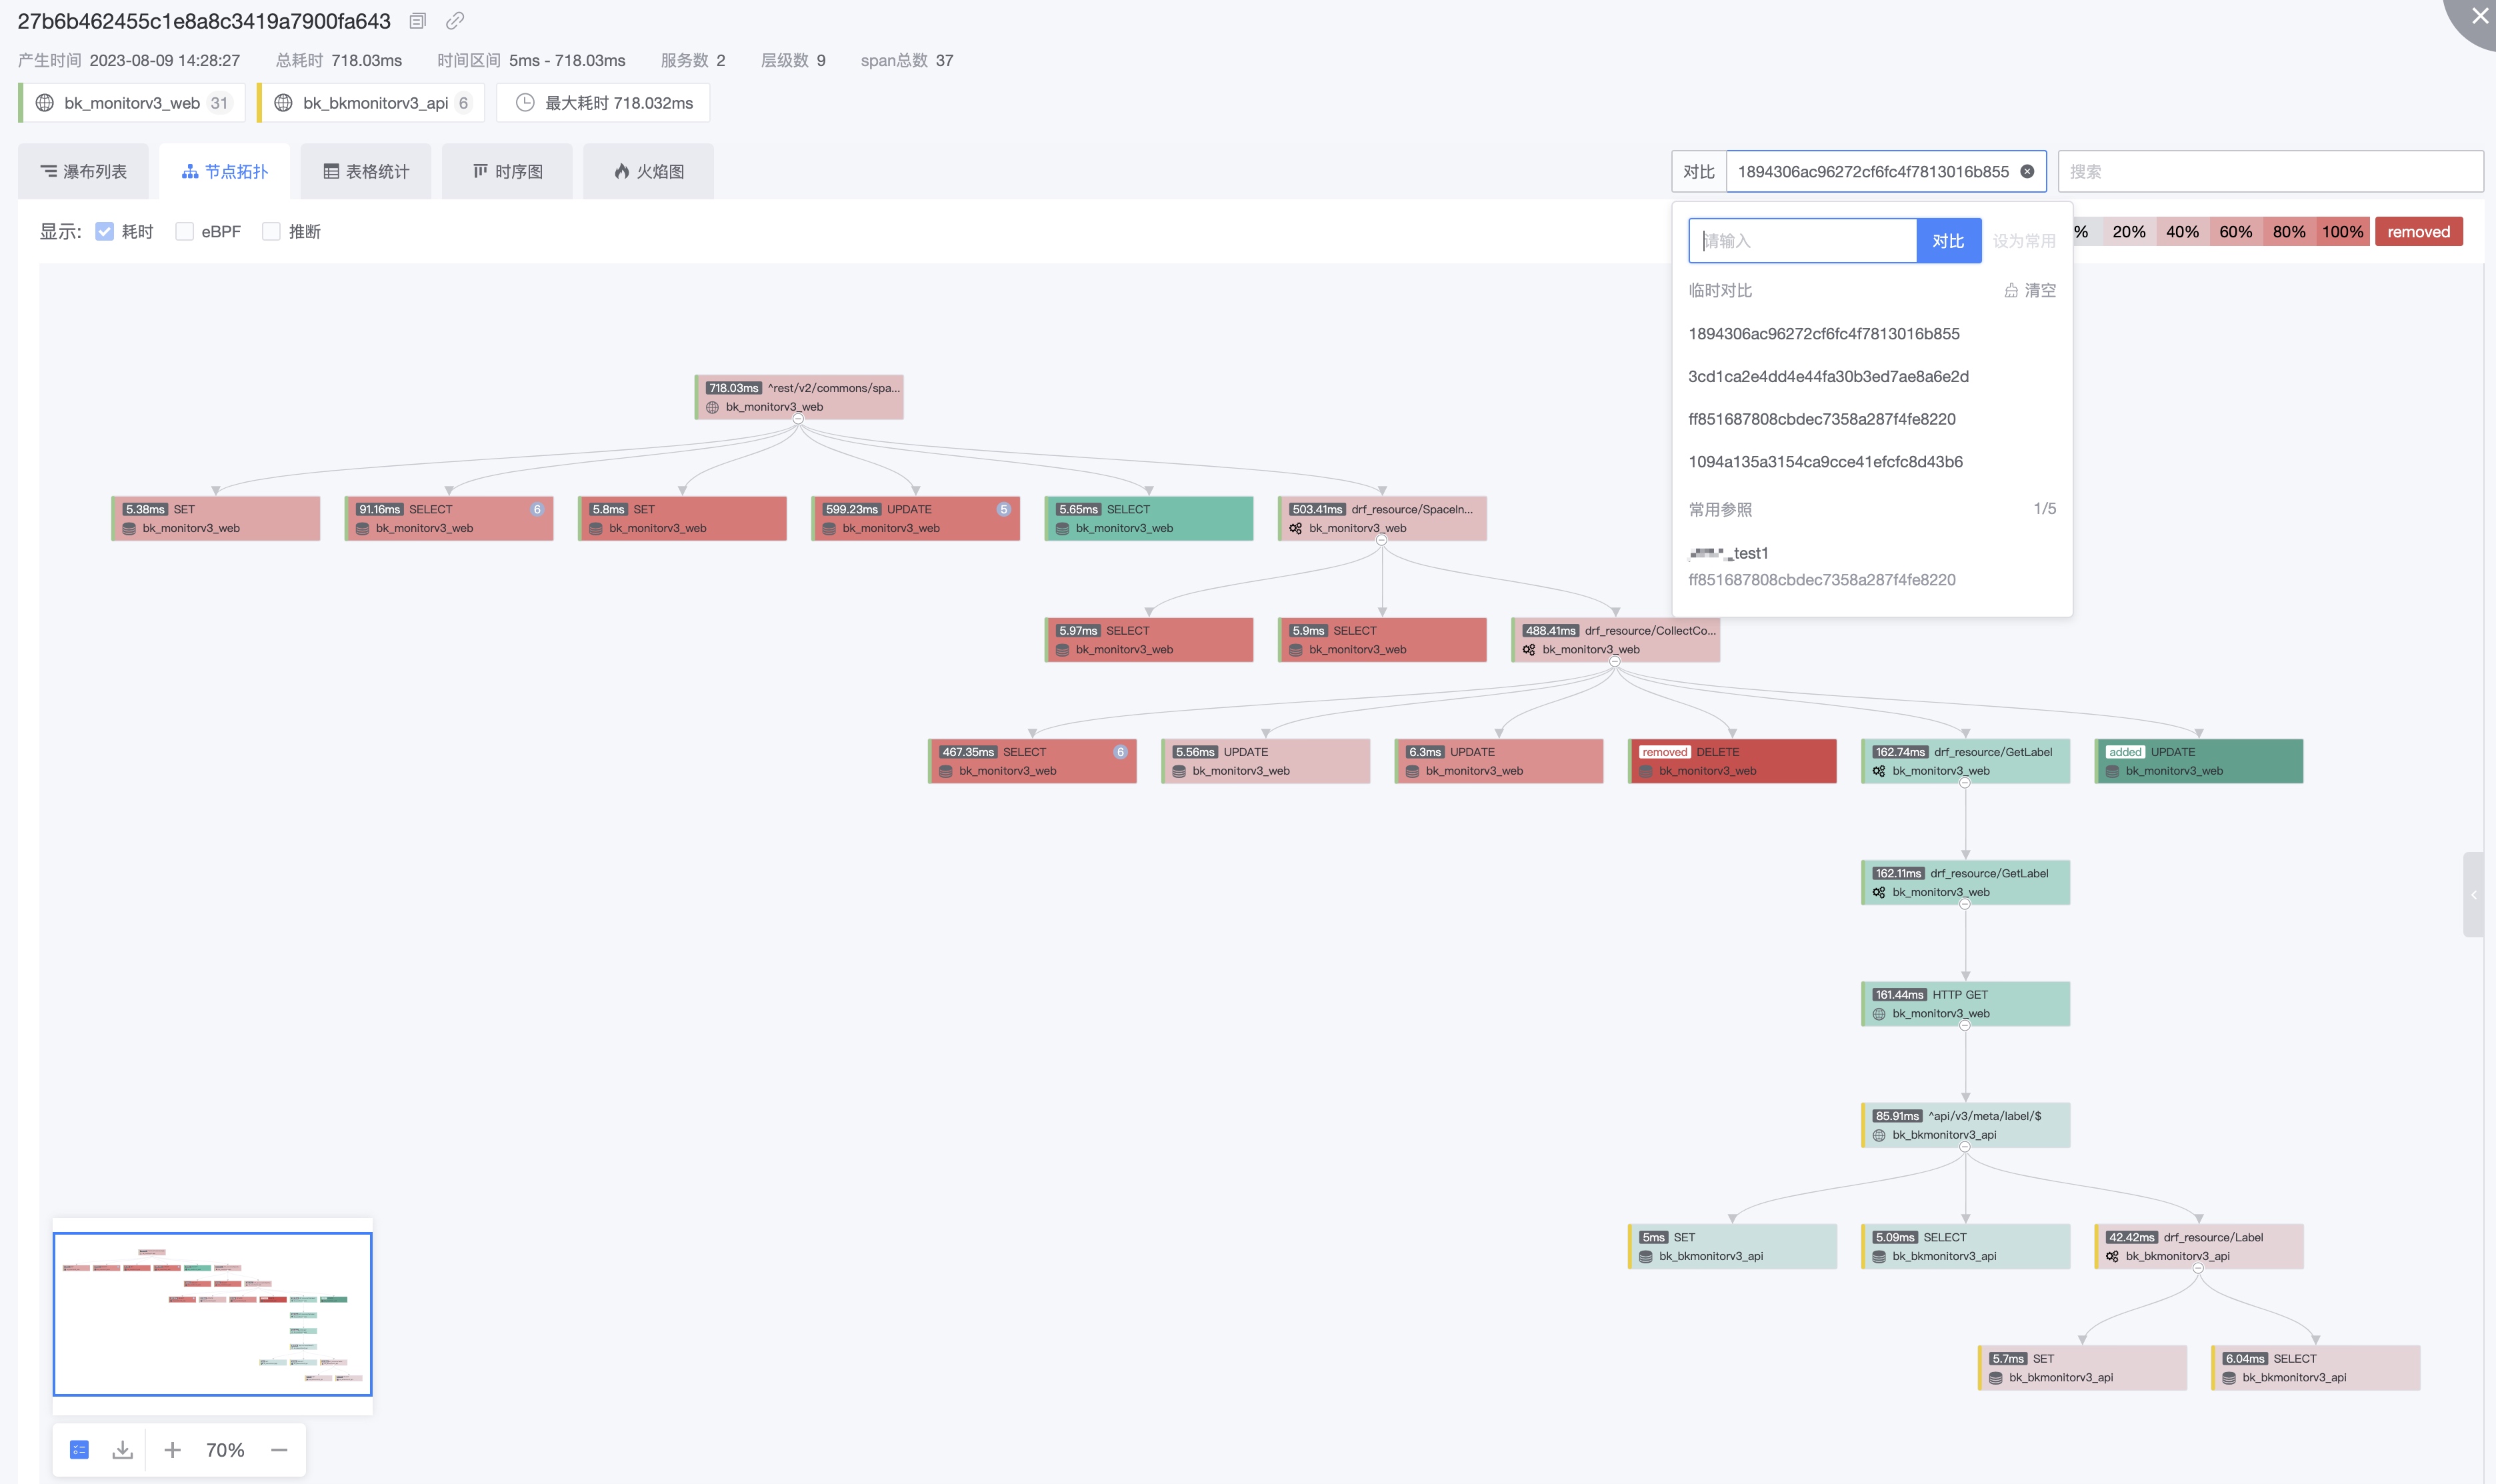 27b6b462455c1e8a8c3419a7900fa643
产生时间 2023-08-09 14:28:27 总耗时 718.03ms 时间区间 5ms - 718.03ms 服务数 2 层级数 9 span总数 37
bk_monitorv3_web 31 bk_bkmonitorv3_api 6 最大耗时 718.032ms
瀑布列表 节点拓扑 表格统计 时序图 火焰图 对比 1894306ac96272cf6fc4f7813016b855 搜索
显示: 耗时 eBPF 推断 % 20% 40% 60% 80% 100% removed
请输入 对比 设为常用
临时对比 清空
1894306ac96272cf6fc4f7813016b855
3cd1ca2e4dd4e44fa30b3ed7ae8a6e2d
ff851687808cbdec7358a287f4fe8220
1094a135a3154ca9cce41efcfc8d43b6
常用参照 1/5
_test1
ff851687808cbdec7358a287f4fe8220
718.03ms ^rest/v2/commons/spa...
bk_monitorv3_web
5.38ms SET
bk_monitorv3_web
91.16ms SELECT 6
bk_monitorv3_web
5.8ms SET
bk_monitorv3_web
599.23ms UPDATE 5
bk_monitorv3_web
5.65ms SELECT
bk_monitorv3_web
503.41ms drf_resource/SpaceIn...
bk_monitorv3_web
5.97ms SELECT
bk_monitorv3_web
5.9ms SELECT
bk_monitorv3_web
488.41ms drf_resource/CollectCo...
bk_monitorv3_web
467.35ms SELECT 6
bk_monitorv3_web
5.56ms UPDATE
bk_monitorv3_web
6.3ms UPDATE
bk_monitorv3_web
removed DELETE
bk_monitorv3_web
162.74ms drf_resource/GetLabel
bk_monitorv3_web
added UPDATE
bk_monitorv3_web
162.11ms drf_resource/GetLabel
bk_monitorv3_web
161.44ms HTTP GET
bk_monitorv3_web
85.91ms ^api/v3/meta/label/$
bk_bkmonitorv3_api
5ms SET
bk_bkmonitorv3_api
5.09ms SELECT
bk_bkmonitorv3_api
42.42ms drf_resource/Label
bk_bkmonitorv3_api
5.7ms SET
bk_bkmonitorv3_api
6.04ms SELECT
bk_bkmonitorv3_api
70%